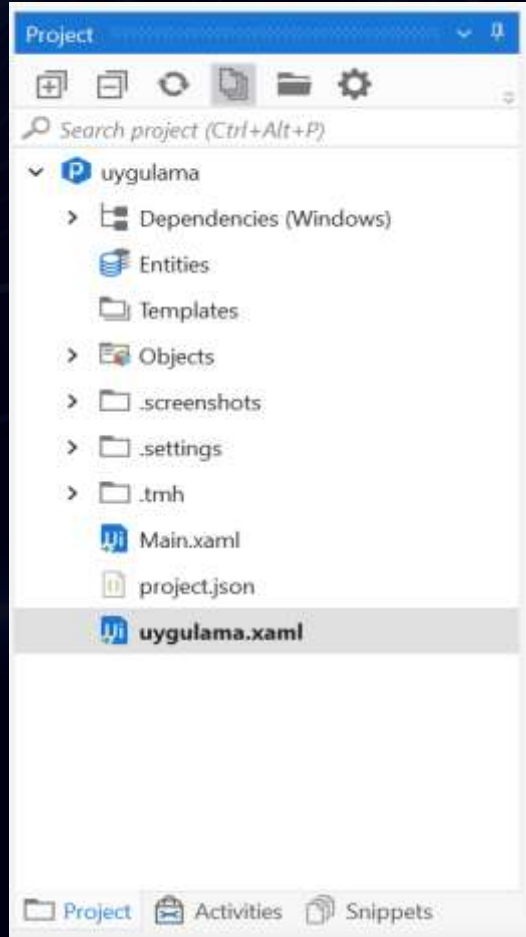 Project
Search project (Ctrl+Alt+P)
uygulama
Dependencies (Windows)
Entities
Templates
Objects
.screenshots
.settings
.tmh
Main.xaml
project.json
uygulama.xaml
Project Activities Snippets